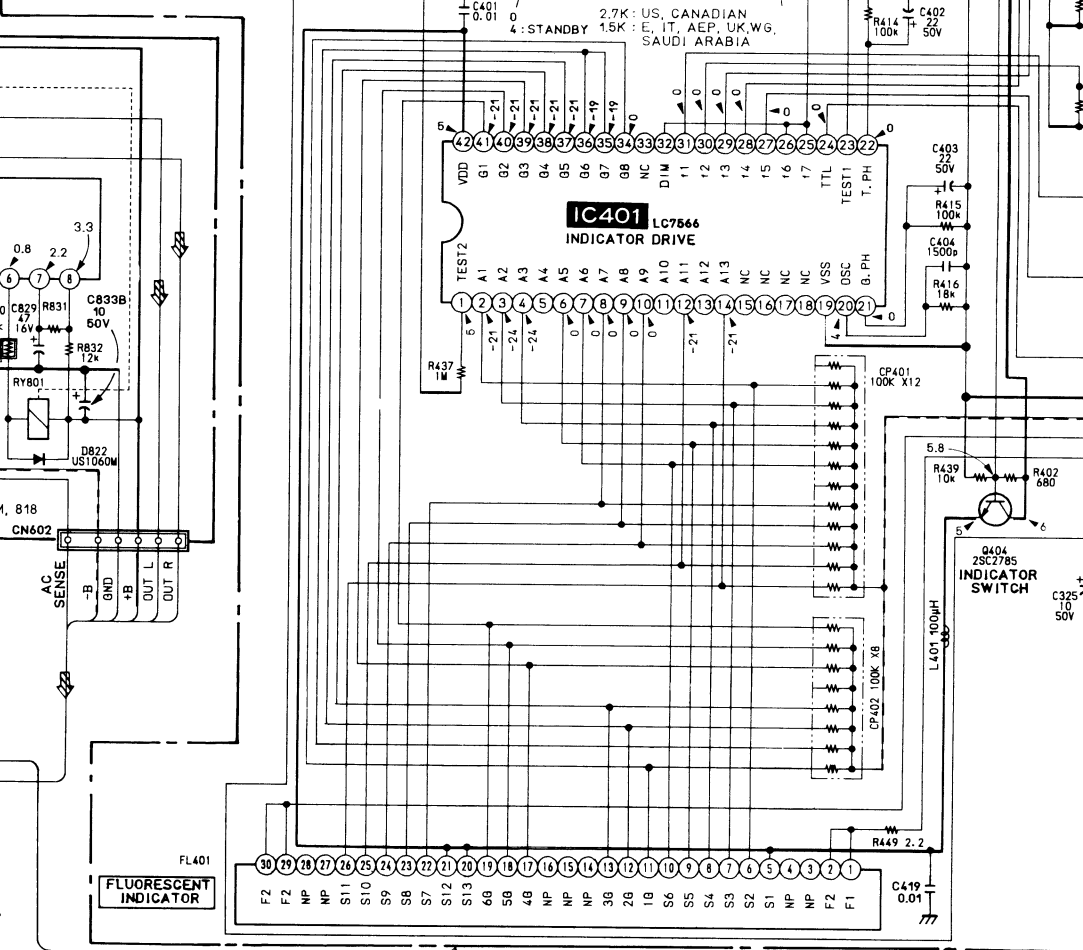 C401
0.01
0
4 : STANDBY
2.7K : US, CANADIAN
1.5K : E, IT, AEP, UK,WG,
SAUDI ARABIA
R414
100k
C402
22
50V
+
5
-21
-21
-21
-21
-21
-19
-19
0
0
0
0
0
0
0
0
42 41 40 39 38 37 36 35 34 33 32 31 30 29 28 27 26 25 24 23 22
VDD G1 G2 G3 G4 G5 G6 G7 G8 NC DIM f1 f2 f3 f4 f5 f6 f7 TTL TEST1 T.PH
IC401 LC7566
INDICATOR DRIVE
TEST2 A1 A2 A3 A4 A5 A6 A7 A8 A9 A10 A11 A12 A13 NC NC NC NC VSS OSC G.PH
1 2 3 4 5 6 7 8 9 10 11 12 13 14 15 16 17 18 19 20 21
5
-21
-24
-24
0
0
0
0
0
-21
-21
4
0
C403
22
50V
+
R415
100k
C404
1500p
R416
18k
3.3
0.8
2.2
6 7 8
C829
47
16V
+
R831
C833B
10
50V
R832
12k
RY801
+
D822
US1060M
M, 818
CN602
AC
SENSE
-B
GND
+B
OUT L
OUT R
R437
1M
CP401
100K X12
CP402 100K X8
5.8
R439
10k
R402
680
5
6
Q404
2SC2785
INDICATOR
SWITCH
+
C325
10
50V
L401 100μH
R449 2.2
C419
0.01
FL401
FLUORESCENT
INDICATOR
30 29 28 27 26 25 24 23 22 21 20 19 18 17 16 15 14 13 12 11 10 9 8 7 6 5 4 3 2 1
F2 F2 NP NP S11 S10 S9 S8 S7 S12 S13 6G 5G 4G NP NP NP 3G 2G 1G S6 S5 S4 S3 S2 S1 NP NP F2 F1